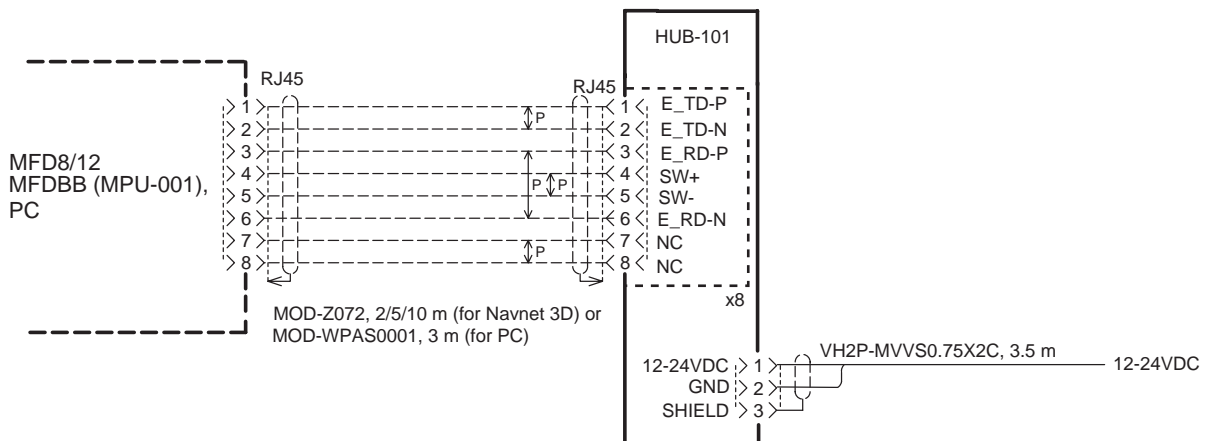 HUB-101
RJ45
RJ45
1 1 E_TD-P
P
2 2 E_TD-N
3 3 E_RD-P
4 4 SW+
P P
5 5 SW-
6 6 E_RD-N
7 7 NC
P
8 8 NC
x8
MFD8/12
MFDBB (MPU-001),
PC
MOD-Z072, 2/5/10 m (for Navnet 3D) or
MOD-WPAS0001, 3 m (for PC)
VH2P-MVVS0.75X2C, 3.5 m
12-24VDC 1 12-24VDC
GND 2
SHIELD 3